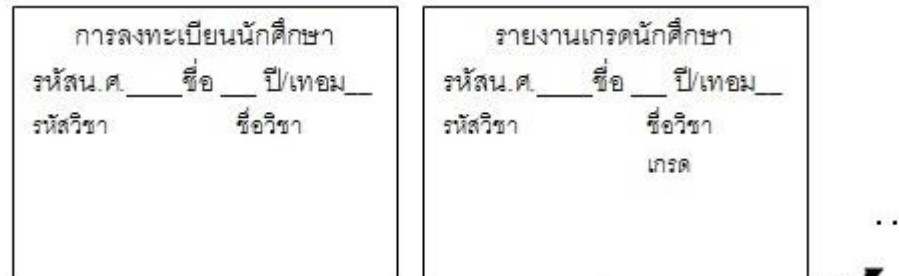 การลงทะเบียนนักศึกษา
รหัสน.ศ.____ชื่อ ___ ปี/เทอม__
รหัสวิชา ชื่อวิชา
รายงานเกรดนักศึกษา
รหัสน.ศ.____ชื่อ ___ ปี/เทอม__
รหัสวิชา ชื่อวิชา
เกรด
..